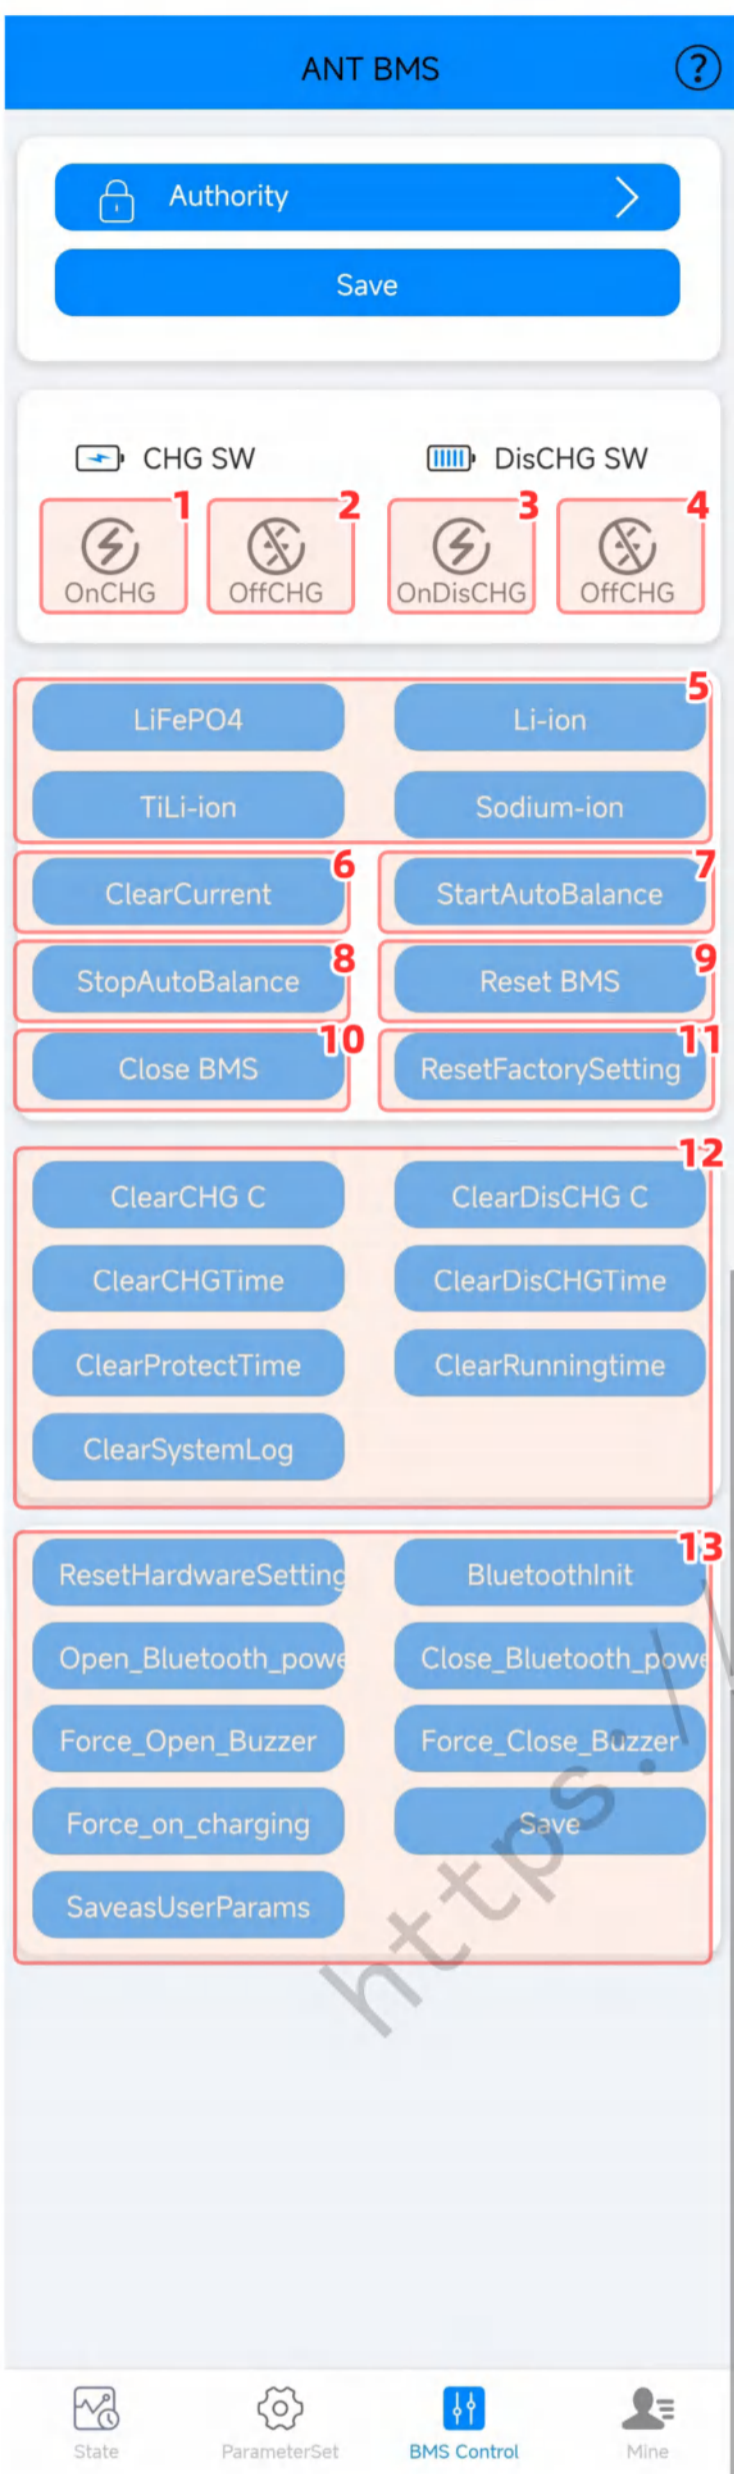 ANT BMS ?
Authority
Save
CHG SW DisCHG SW
1 2 3 4
OnCHG OffCHG OnDisCHG OffCHG
5
LiFePO4 Li-ion
TiLi-ion Sodium-ion
6 7
ClearCurrent StartAutoBalance
8 9
StopAutoBalance Reset BMS
10 11
Close BMS ResetFactorySetting
12
ClearCHG C ClearDisCHG C
ClearCHGTime ClearDisCHGTime
ClearProtectTime ClearRunningtime
ClearSystemLog
13
ResetHardwareSetting BluetoothInit
Open_Bluetooth_powe Close_Bluetooth_powe
Force_Open_Buzzer Force_Close_Buzzer
Force_on_charging Save
SaveasUserParams
https://
State ParameterSet BMS Control Mine